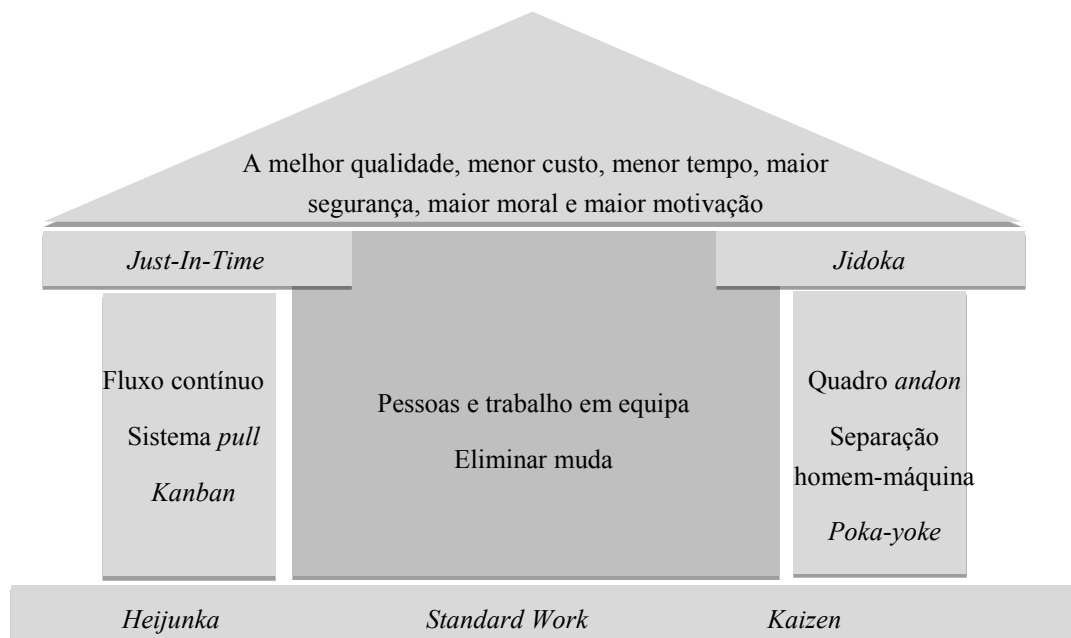 A melhor qualidade, menor custo, menor tempo, maior
segurança, maior moral e maior motivação
Just-In-Time
Jidoka
Fluxo contínuo
Sistema pull
Kanban
Pessoas e trabalho em equipa
Eliminar muda
Quadro andon
Separação
homem-máquina
Poka-yoke
Heijunka
Standard Work
Kaizen